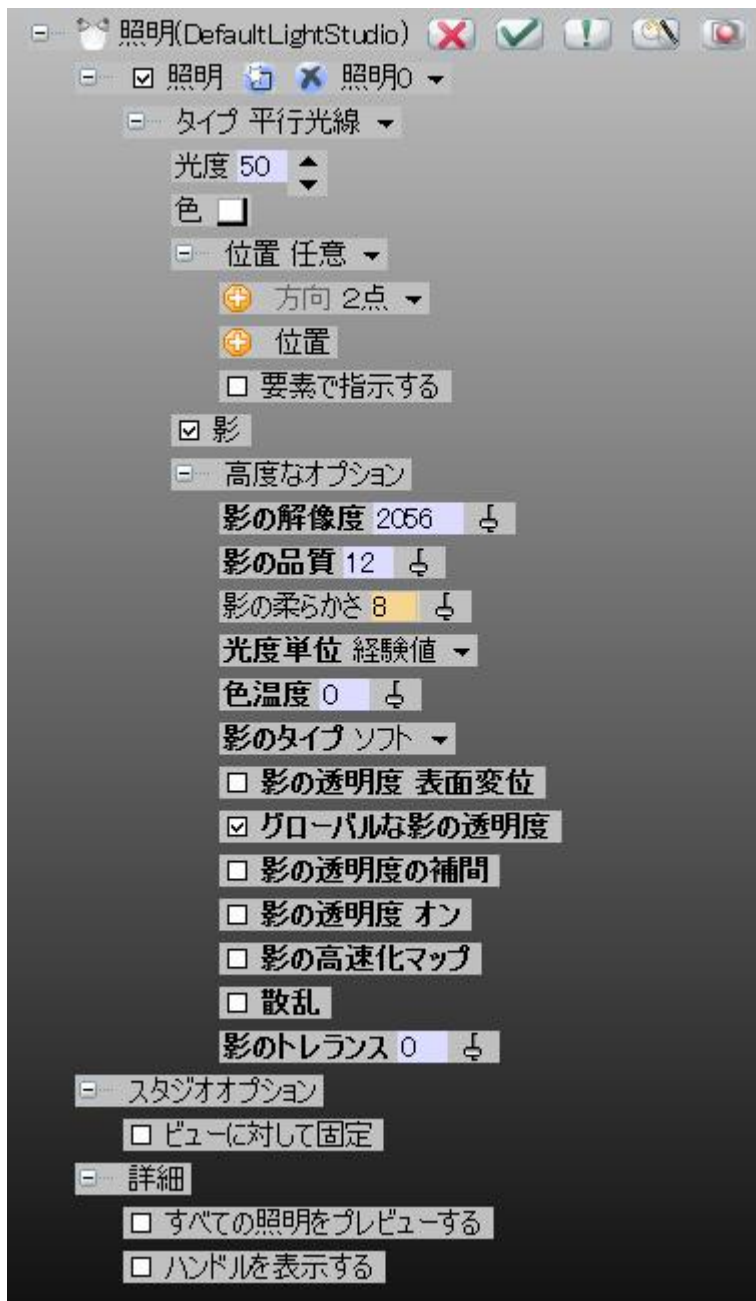 照明(DefaultLightStudio)
照明 照明0
タイプ 平行光線
光度 50
色
位置 任意
方向 2点
位置
要素で指示する
影
高度なオプション
影の解像度 2056
影の品質 12
影の柔らかさ 8
光度単位 経験値
色温度 0
影のタイプ ソフト
影の透明度 表面変位
グローバルな影の透明度
影の透明度の補間
影の透明度 オン
影の高速化マップ
散乱
影のトレランス 0
スタジオオプション
ビューに対して固定
詳細
すべての照明をプレビューする
ハンドルを表示する